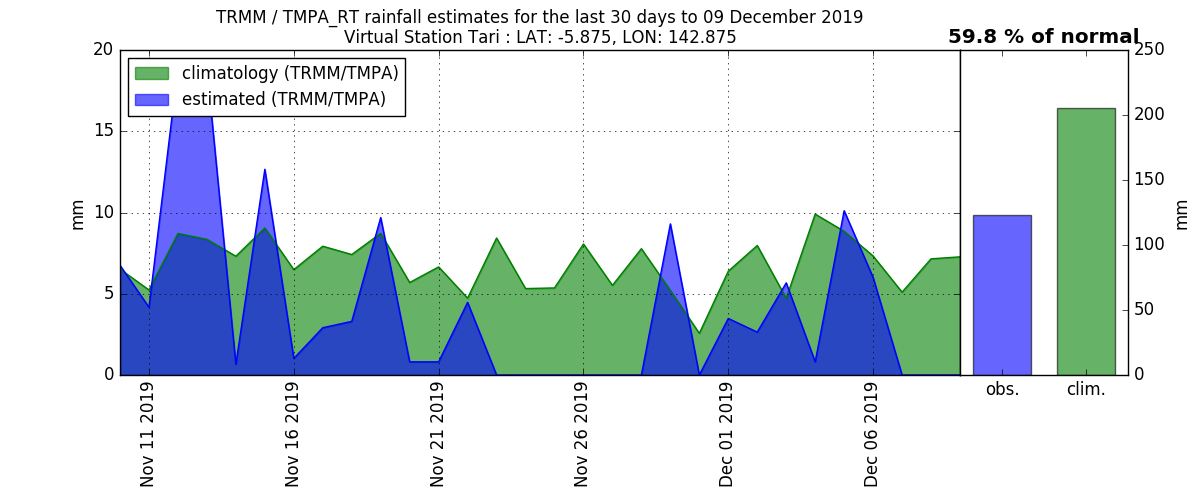 TRMM / TMPA_RT rainfall estimates for the last 30 days to 09 December 2019
Virtual Station Tari : LAT: -5.875, LON: 142.875
59.8 % of normal
climatology (TRMM/TMPA)
estimated (TRMM/TMPA)
20
15
10
5
0
mm
250
200
150
100
50
0
mm
Nov 11 2019
Nov 16 2019
Nov 21 2019
Nov 26 2019
Dec 01 2019
Dec 06 2019
obs.
clim.